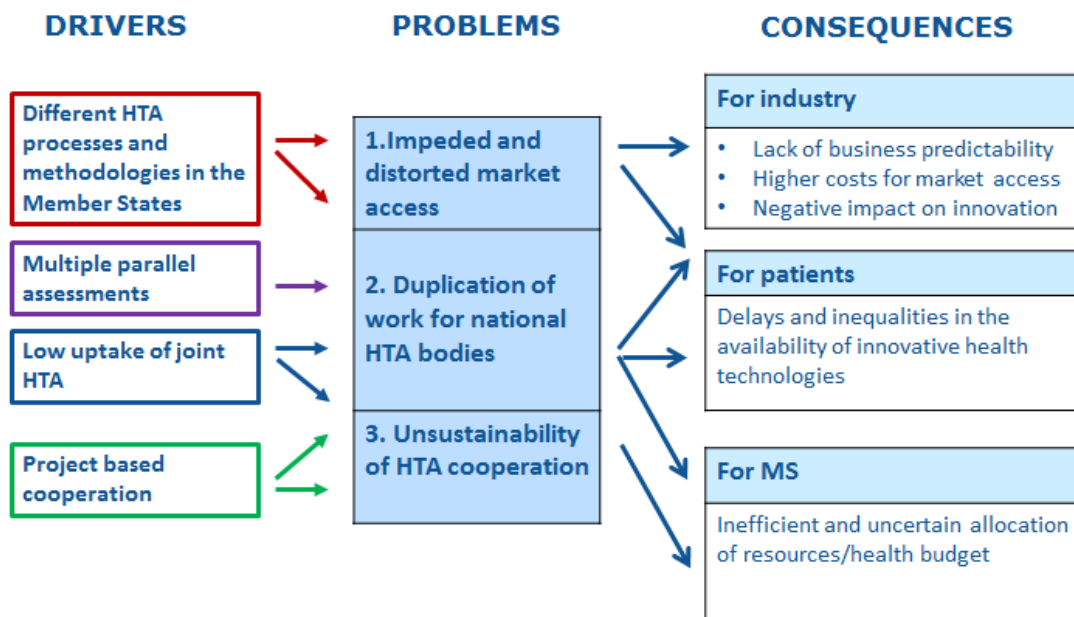 DRIVERS
PROBLEMS
CONSEQUENCES
Different HTA
processes and
methodologies in the
Member States
Multiple parallel
assessments
Low uptake of joint
HTA
Project based
cooperation
1.Impeded and
distorted market
access
2. Duplication of
work for national
HTA bodies
3. Unsustainability
of HTA cooperation
For industry
• Lack of business predictability
• Higher costs for market access
• Negative impact on innovation
For patients
Delays and inequalities in the
availability of innovative health
technologies
For MS
Inefficient and uncertain allocation
of resources/health budget